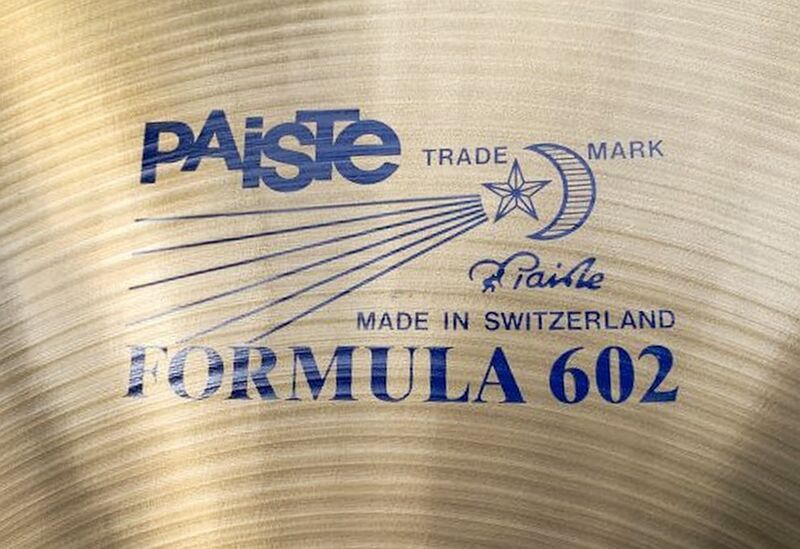 PAiSTe
TRADE MARK
Paiste
MADE IN SWITZERLAND
FORMULA 602